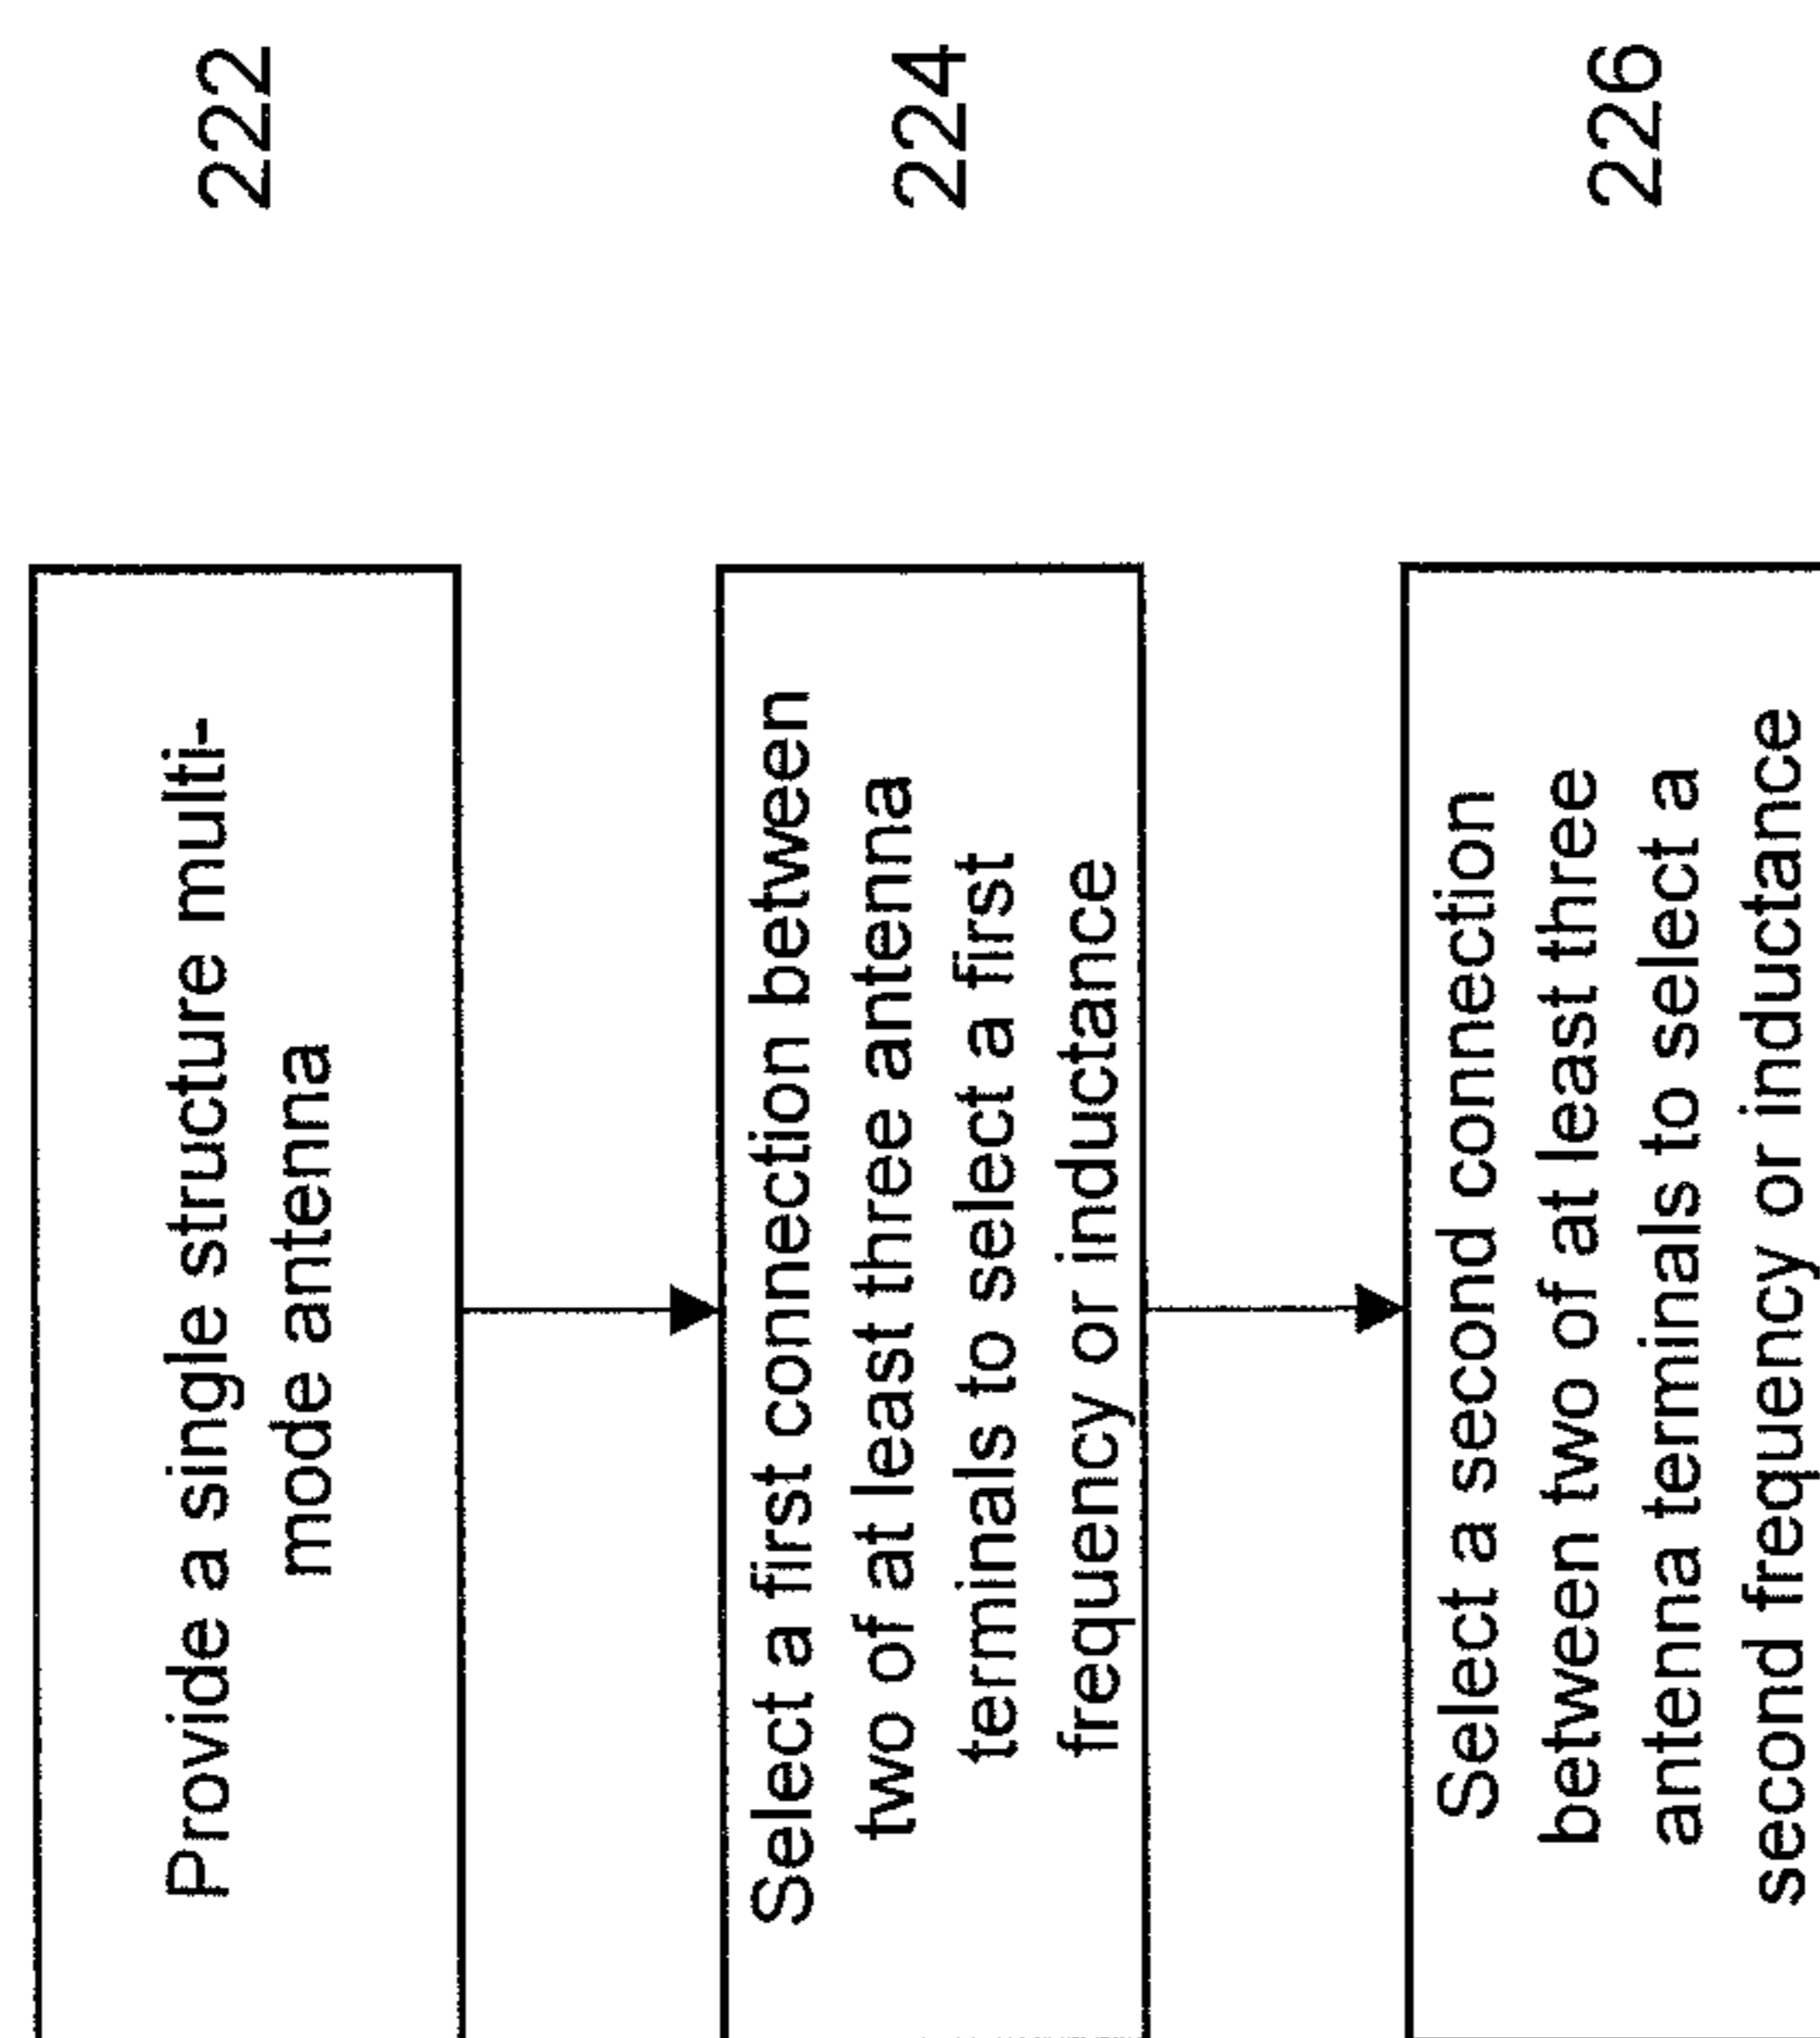 Provide a single structure multi-
mode antenna
222
Select a first connection between
two of at least three antenna
terminals to select a first
frequency or inductance
224
Select a second connection
between two of at least three
antenna terminals to select a
second frequency or inductance
226